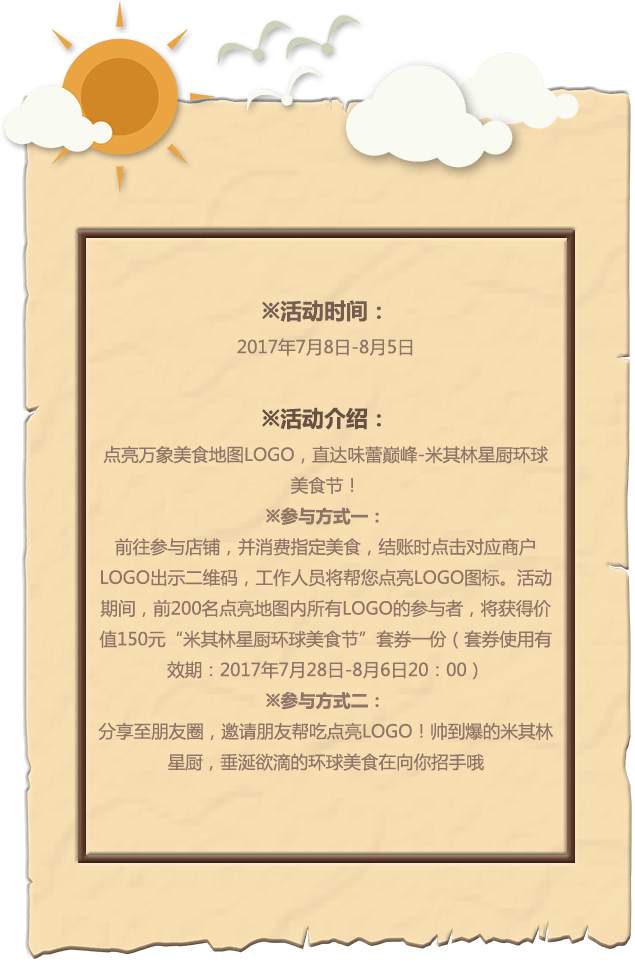 ※活动时间：
2017年7月8日-8月5日
※活动介绍：
点亮万象美食地图LOGO，直达味蕾巅峰-米其林星厨环球
美食节！
※参与方式一：
前往参与店铺，并消费指定美食，结账时点击对应商户
LOGO出示二维码，工作人员将帮您点亮LOGO图标。活动
期间，前200名点亮地图内所有LOGO的参与者，将获得价
值150元“米其林星厨环球美食节”套券一份（套券使用有
效期：2017年7月28日-8月6日20：00）
※参与方式二：
分享至朋友圈，邀请朋友帮吃点亮LOGO！帅到爆的米其林
星厨，垂涎欲滴的环球美食在向你招手哦